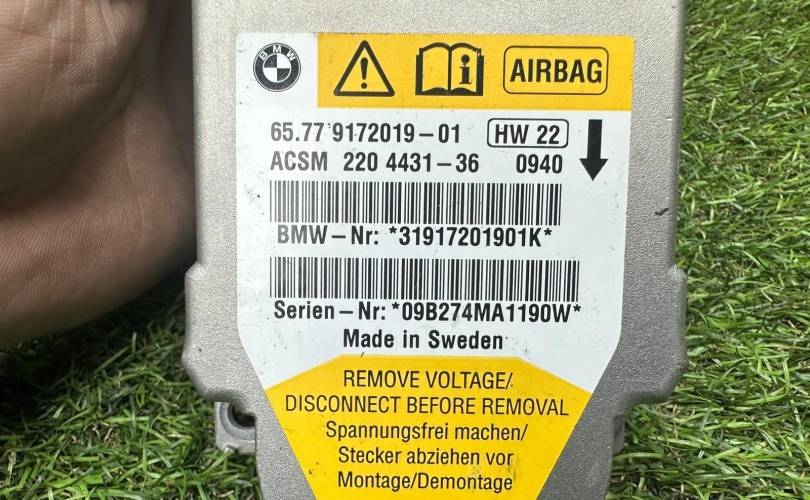 BMW
AIRBAG
65.77 9172019-01 HW 22
ACSM 220 4431-36 0940
BMW-Nr: *31917201901K*
Serien-Nr: *09B274MA1190W*
Made in Sweden
REMOVE VOLTAGE/
DISCONNECT BEFORE REMOVAL
Spannungsfrei machen/
Stecker abziehen vor
Montage/Demontage